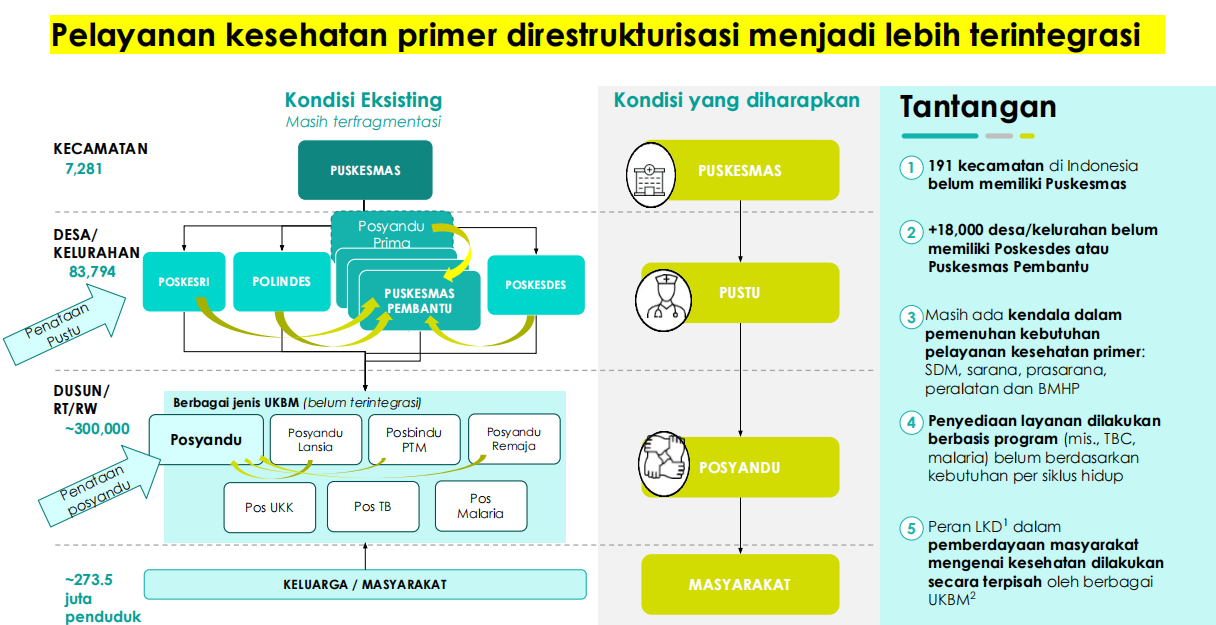 Pelayanan kesehatan primer direstrukturisasi menjadi lebih terintegrasi
Kondisi Eksisting
Masih terfragmentasi
KECAMATAN
7,281
PUSKESMAS
DESA/
KELURAHAN
83,794
Posyandu
Prima
POSKESRI
POLINDES
PUSKESMAS
PEMBANTU
POSKESDES
Penataan
Pustu
DUSUN/
RT/RW
~300,000
Berbagai jenis UKBM (belum terintegrasi)
Posyandu
Posyandu
Lansia
Posbindu
PTM
Posyandu
Remaja
Penataan
posyandu
Pos UKK
Pos TB
Pos
Malaria
~273.5
juta
penduduk
KELUARGA / MASYARAKAT
Kondisi yang diharapkan
PUSKESMAS
PUSTU
POSYANDU
MASYARAKAT
Tantangan
1 191 kecamatan di Indonesia
belum memiliki Puskesmas
2 +18,000 desa/kelurahan belum
memiliki Poskesdes atau
Puskesmas Pembantu
3 Masih ada kendala dalam
pemenuhan kebutuhan
pelayanan kesehatan primer:
SDM, sarana, prasarana,
peralatan dan BMHP
4 Penyediaan layanan dilakukan
berbasis program (mis., TBC,
malaria) belum berdasarkan
kebutuhan per siklus hidup
5 Peran LKD¹ dalam
pemberdayaan masyarakat
mengenai kesehatan dilakukan
secara terpisah oleh berbagai
UKBM²